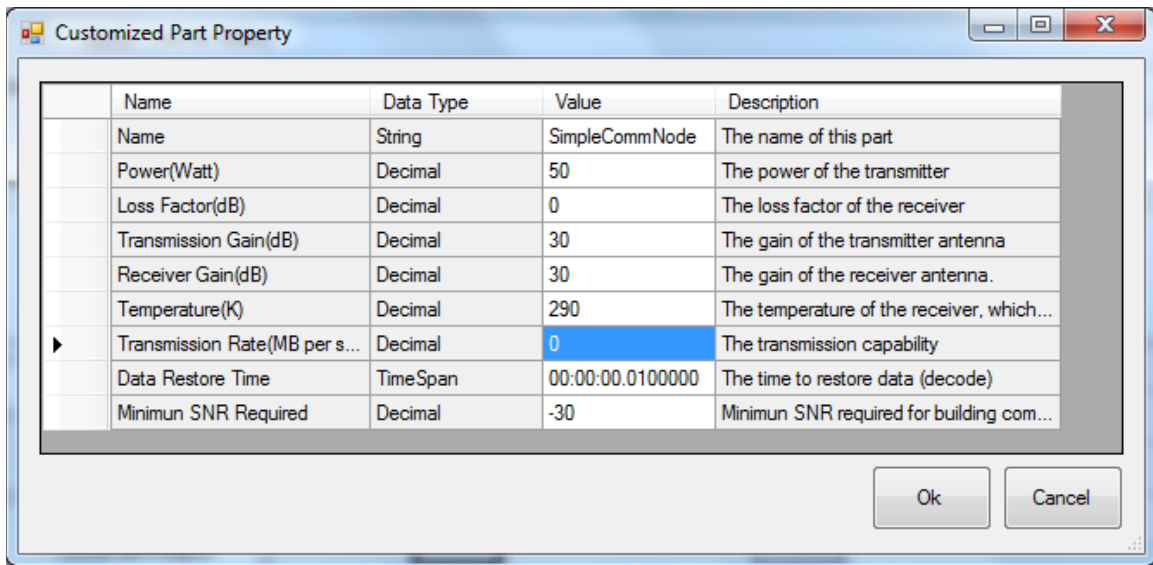 Customized Part Property
Name Data Type Value Description
Name String SimpleCommNode The name of this part
Power(Watt) Decimal 50 The power of the transmitter
Loss Factor(dB) Decimal 0 The loss factor of the receiver
Transmission Gain(dB) Decimal 30 The gain of the transmitter antenna
Receiver Gain(dB) Decimal 30 The gain of the receiver antenna.
Temperature(K) Decimal 290 The temperature of the receiver, which...
Transmission Rate(MB per s... Decimal 0 The transmission capability
Data Restore Time TimeSpan 00:00:00.0100000 The time to restore data (decode)
Minimun SNR Required Decimal -30 Minimun SNR required for building com...
Ok Cancel